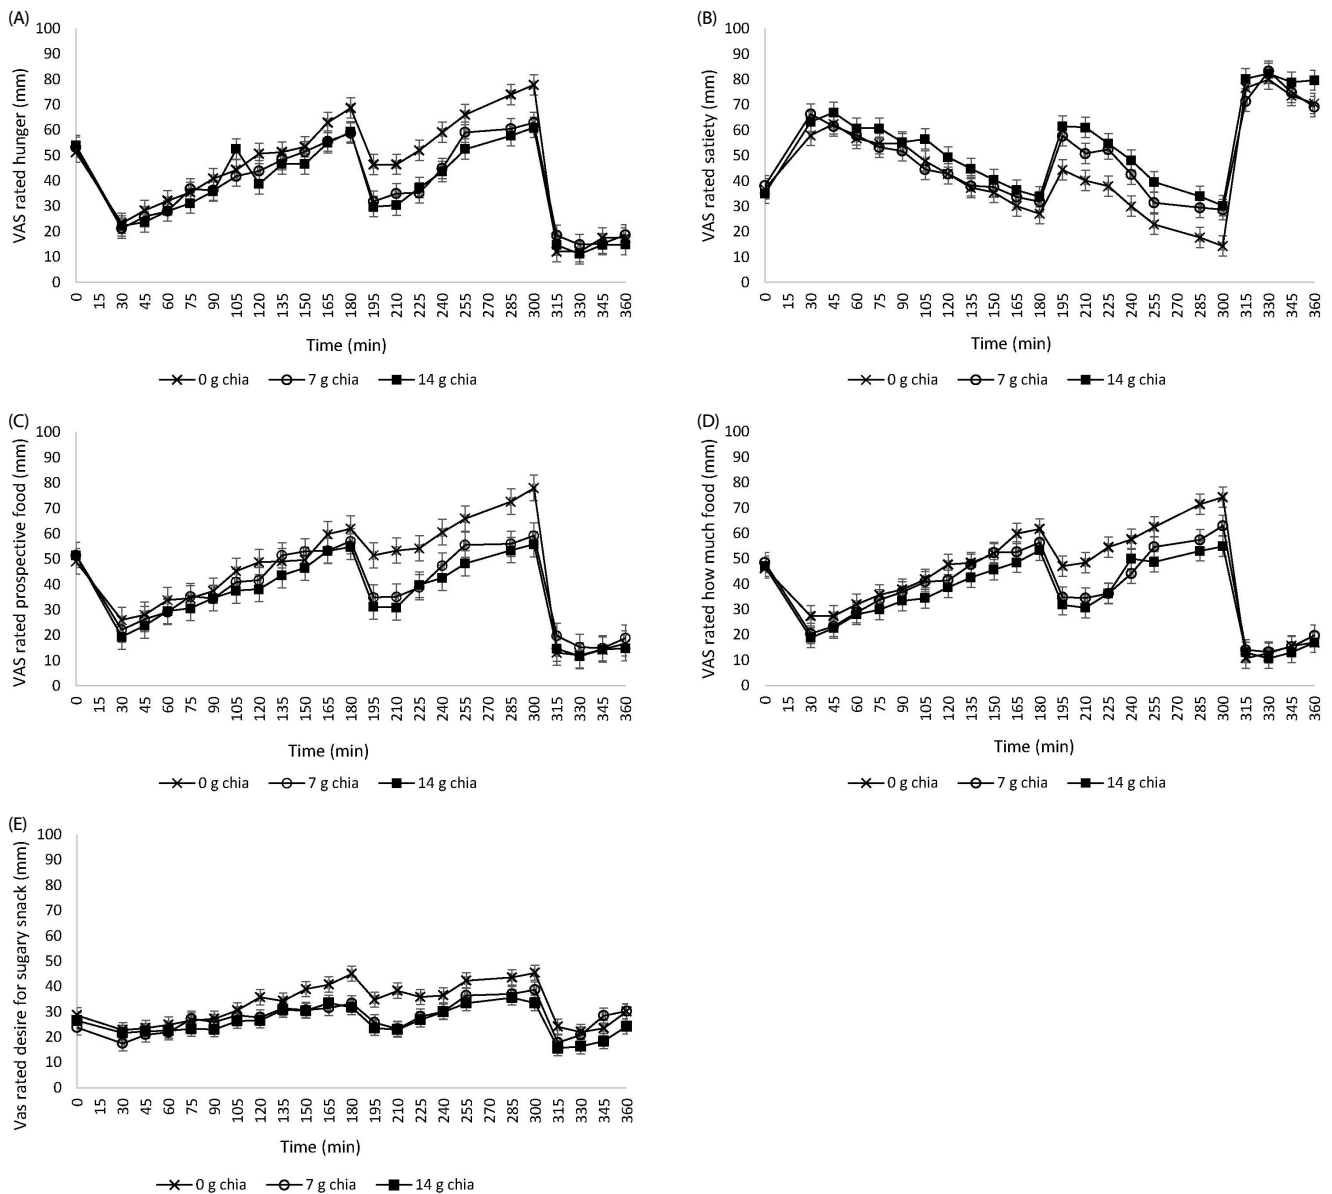 (A)
VAS rated hunger (mm)
100
90
80
70
60
50
40
30
20
10
0
0 15 30 45 60 75 90 105 120 135 150 165 180 195 210 225 240 255 270 285 300 315 330 345 360
Time (min)
0 g chia 7 g chia 14 g chia
(B)
VAS rated satiety (mm)
100
90
80
70
60
50
40
30
20
10
0
0 15 30 45 60 75 90 105 120 135 150 165 180 195 210 225 240 255 270 285 300 315 330 345 360
Time (min)
0 g chia 7 g chia 14 g chia
(C)
VAS rated prospective food (mm)
100
90
80
70
60
50
40
30
20
10
0
0 15 30 45 60 75 90 105 120 135 150 165 180 195 210 225 240 255 270 285 300 315 330 345 360
Time (min)
0 g chia 7 g chia 14 g chia
(D)
VAS rated how much food (mm)
100
90
80
70
60
50
40
30
20
10
0
0 15 30 45 60 75 90 105 120 135 150 165 180 195 210 225 240 255 270 285 300 315 330 345 360
Time (min)
0 g chia 7 g chia 14 g chia
(E)
Vas rated desire for sugary snack (mm)
100
90
80
70
60
50
40
30
20
10
0
0 15 30 45 60 75 90 105 120 135 150 165 180 195 210 225 240 255 270 285 300 315 330 345 360
Time (min)
0 g chia 7 g chia 14 g chia